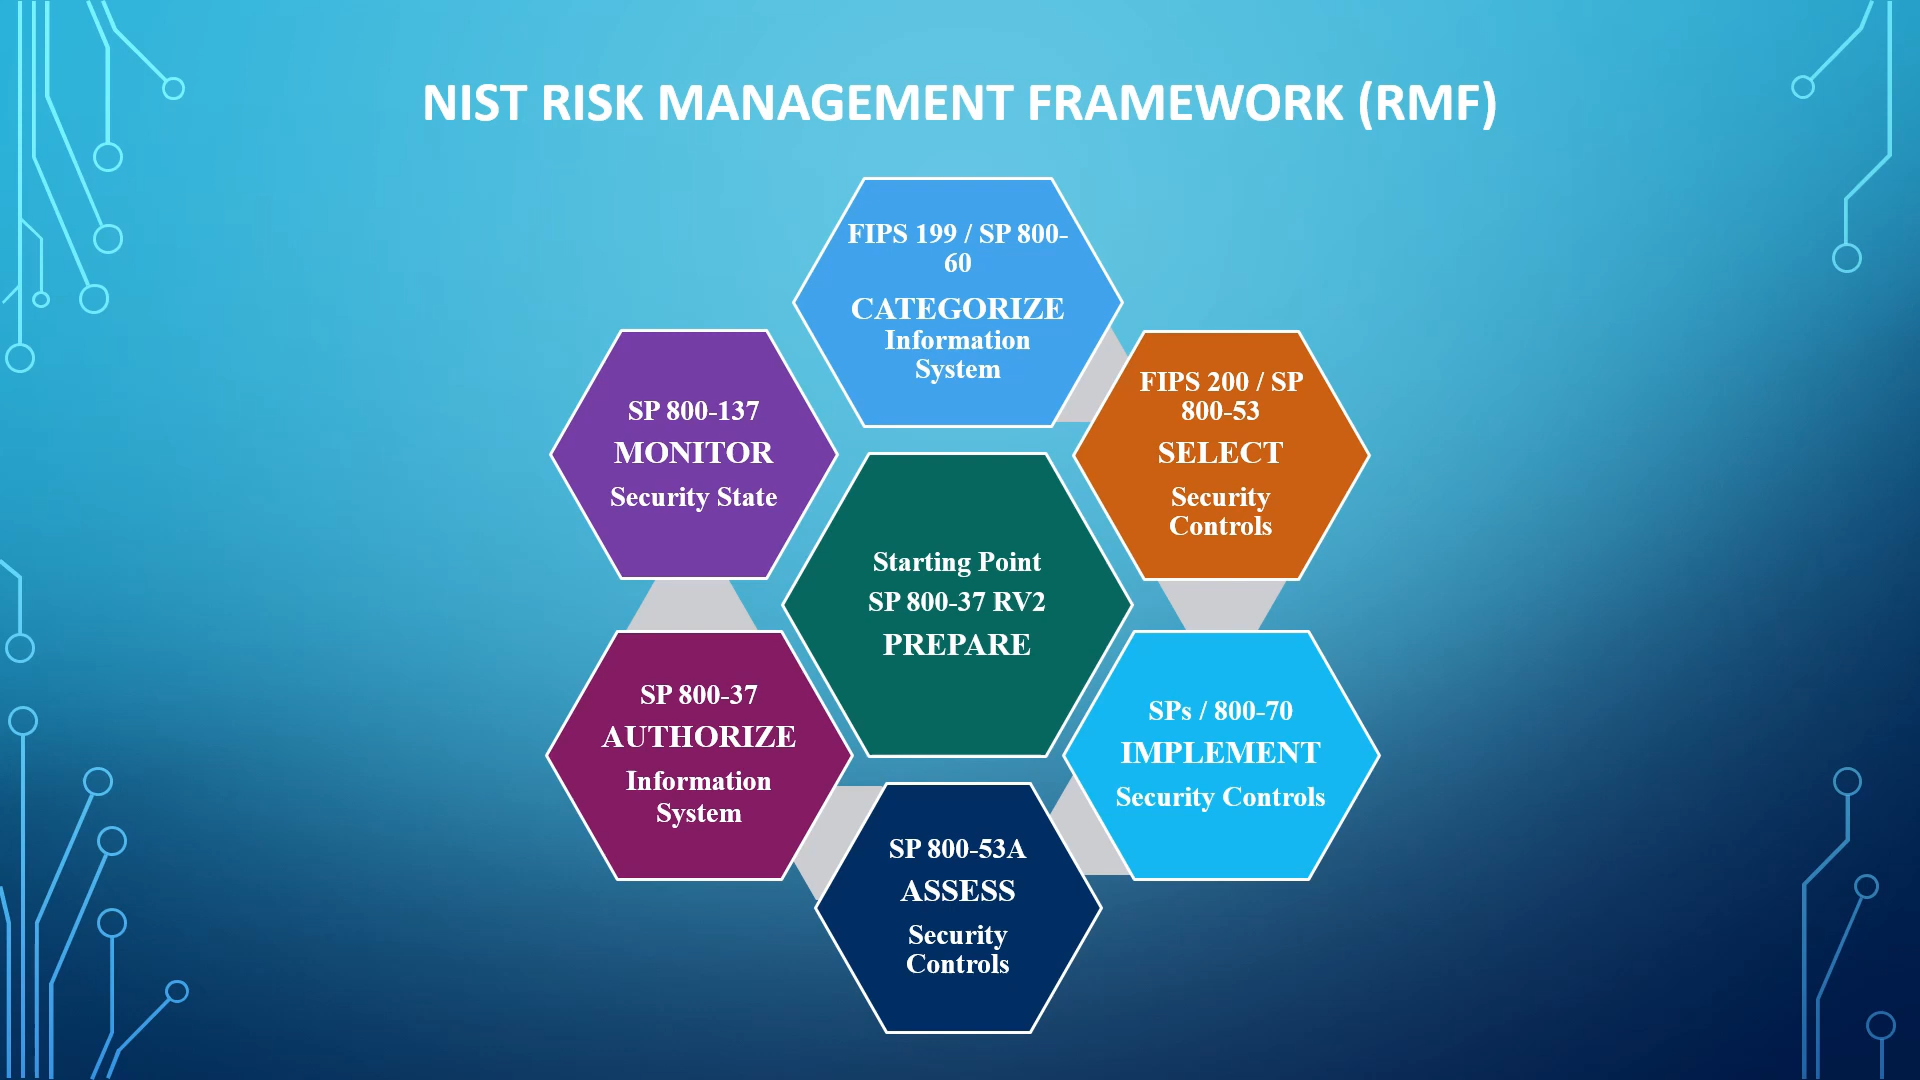 NIST RISK MANAGEMENT FRAMEWORK (RMF)
FIPS 199 / SP 800-
60
CATEGORIZE
Information
System
FIPS 200 / SP
800-53
SELECT
Security
Controls
SPs / 800-70
IMPLEMENT
Security Controls
SP 800-53A
ASSESS
Security
Controls
SP 800-37
AUTHORIZE
Information
System
SP 800-137
MONITOR
Security State
Starting Point
SP 800-37 RV2
PREPARE